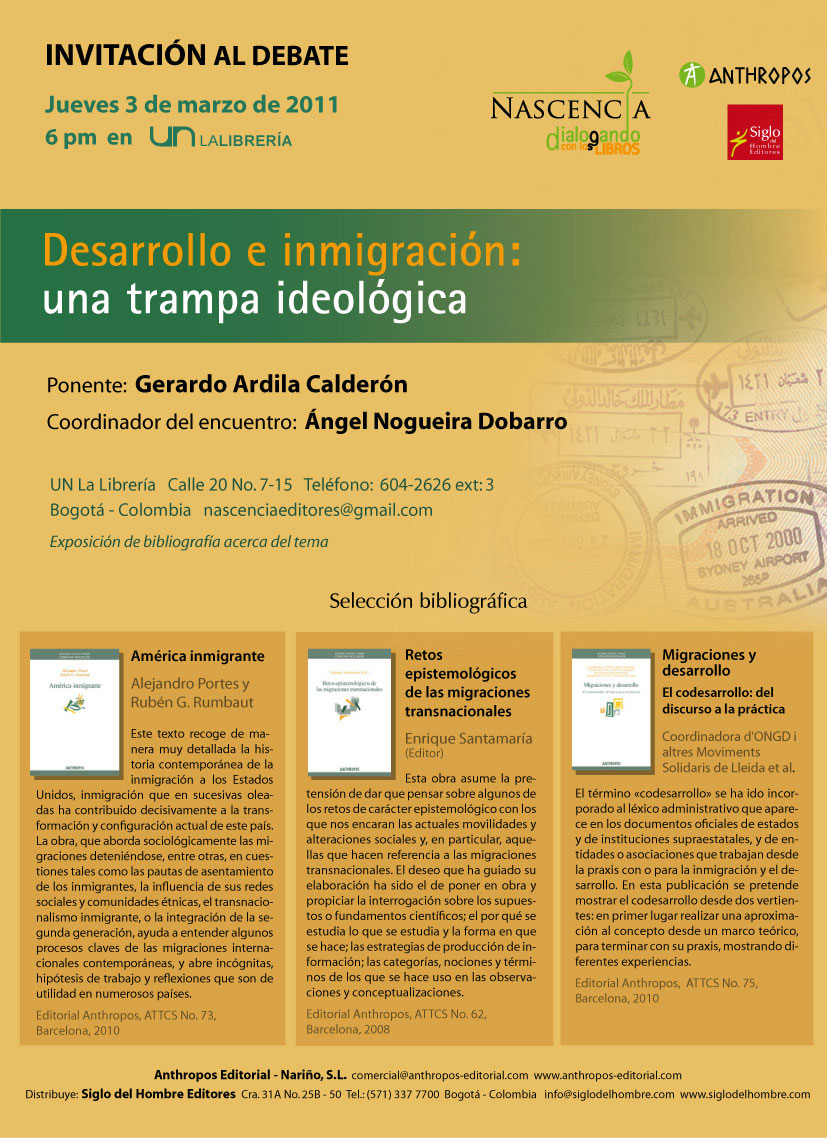 INVITACIÓN AL DEBATE
Jueves 3 de marzo de 2011
6 pm en UN LALIBRERÍA
NASCENCIA
dialogando
con los LIBROS
ANTHROPOS
Siglo
del
Hombre
Editores
Desarrollo e inmigración:
una trampa ideológica
Ponente: Gerardo Ardila Calderón
Coordinador del encuentro: Ángel Nogueira Dobarro
UN La Librería Calle 20 No. 7-15 Teléfono: 604-2626 ext: 3
Bogotá - Colombia nascenciaeditores@gmail.com
Exposición de bibliografía acerca del tema
١٤٢١
173 ENTRY
١٤٢١
IMMIGRATION
ARRIVED
18 OCT 2000
SYDNEY AIRPORT
265P
AUSTRALIA
Selección bibliográfica
América inmigrante
ANTHROPOS
América inmigrante
Alejandro Portes y
Rubén G. Rumbaut
Este texto recoge de ma-
nera muy detallada la his-
toria contemporánea de la
inmigración a los Estados
Unidos, inmigración que en sucesivas olea-
das ha contribuido decisivamente a la trans-
formación y configuración actual de este país.
La obra, que aborda sociológicamente las mi-
graciones deteniéndose, entre otras, en cues-
tiones tales como las pautas de asentamiento
de los inmigrantes, la influencia de sus redes
sociales y comunidades étnicas, el transnacio-
nalismo inmigrante, o la integración de la se-
gunda generación, ayuda a entender algunos
procesos claves de las migraciones interna-
cionales contemporáneas, y abre incógnitas,
hipótesis de trabajo y reflexiones que son de
utilidad en numerosos países.
Editorial Anthropos, ATTCS No. 73,
Barcelona, 2010
Retos epistemológicos de
las migraciones transnacionales
ANTHROPOS
Retos
epistemológicos
de las migraciones
transnacionales
Enrique Santamaría
(Editor)
Esta obra asume la pre-
tensión de dar que pensar sobre algunos de
los retos de carácter epistemológico con los
que nos encaran las actuales movilidades y
alteraciones sociales y, en particular, aque-
llas que hacen referencia a las migraciones
transnacionales. El deseo que ha guiado su
elaboración ha sido el de poner en obra y
propiciar la interrogación sobre los supues-
tos o fundamentos científicos; el por qué se
estudia lo que se estudia y la forma en que
se hace; las estrategias de producción de in-
formación; las categorías, nociones y térmi-
nos de los que se hace uso en las observa-
ciones y conceptualizaciones.
Editorial Anthropos, ATTCS No. 62,
Barcelona, 2008
Migraciones y desarrollo
ANTHROPOS
Migraciones y
desarrollo
El codesarrollo: del
discurso a la práctica
Coordinadora d'ONGD i
altres Moviments
Solidaris de Lleida et al.
El término «codesarrollo» se ha ido incor-
porado al léxico administrativo que apare-
ce en los documentos oficiales de estados
y de instituciones supraestatales, y de en-
tidades o asociaciones que trabajan desde
la praxis con o para la inmigración y el de-
sarrollo. En esta publicación se pretende
mostrar el codesarrollo desde dos vertien-
tes: en primer lugar realizar una aproxima-
ción al concepto desde un marco teórico,
para terminar con su praxis, mostrando di-
ferentes experiencias.
Editorial Anthropos, ATTCS No. 75,
Barcelona, 2010
Anthropos Editorial - Nariño, S.L. comercial@anthropos-editorial.com www.anthropos-editorial.com
Distribuye: Siglo del Hombre Editores Cra. 31A No. 25B - 50 Tel.: (571) 337 7700 Bogotá - Colombia info@siglodelhombre.com www.siglodelhombre.com